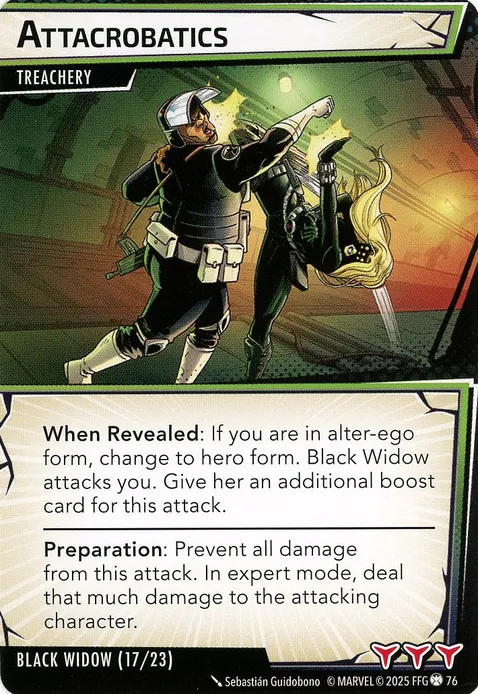 ATTACROBATICS
TREACHERY
When Revealed: If you are in alter-ego
form, change to hero form. Black Widow
attacks you. Give her an additional boost
card for this attack.
Preparation: Prevent all damage
from this attack. In expert mode, deal
that much damage to the attacking
character.
BLACK WIDOW (17/23)
Sebastián Guidobono © MARVEL © 2025 FFG 76